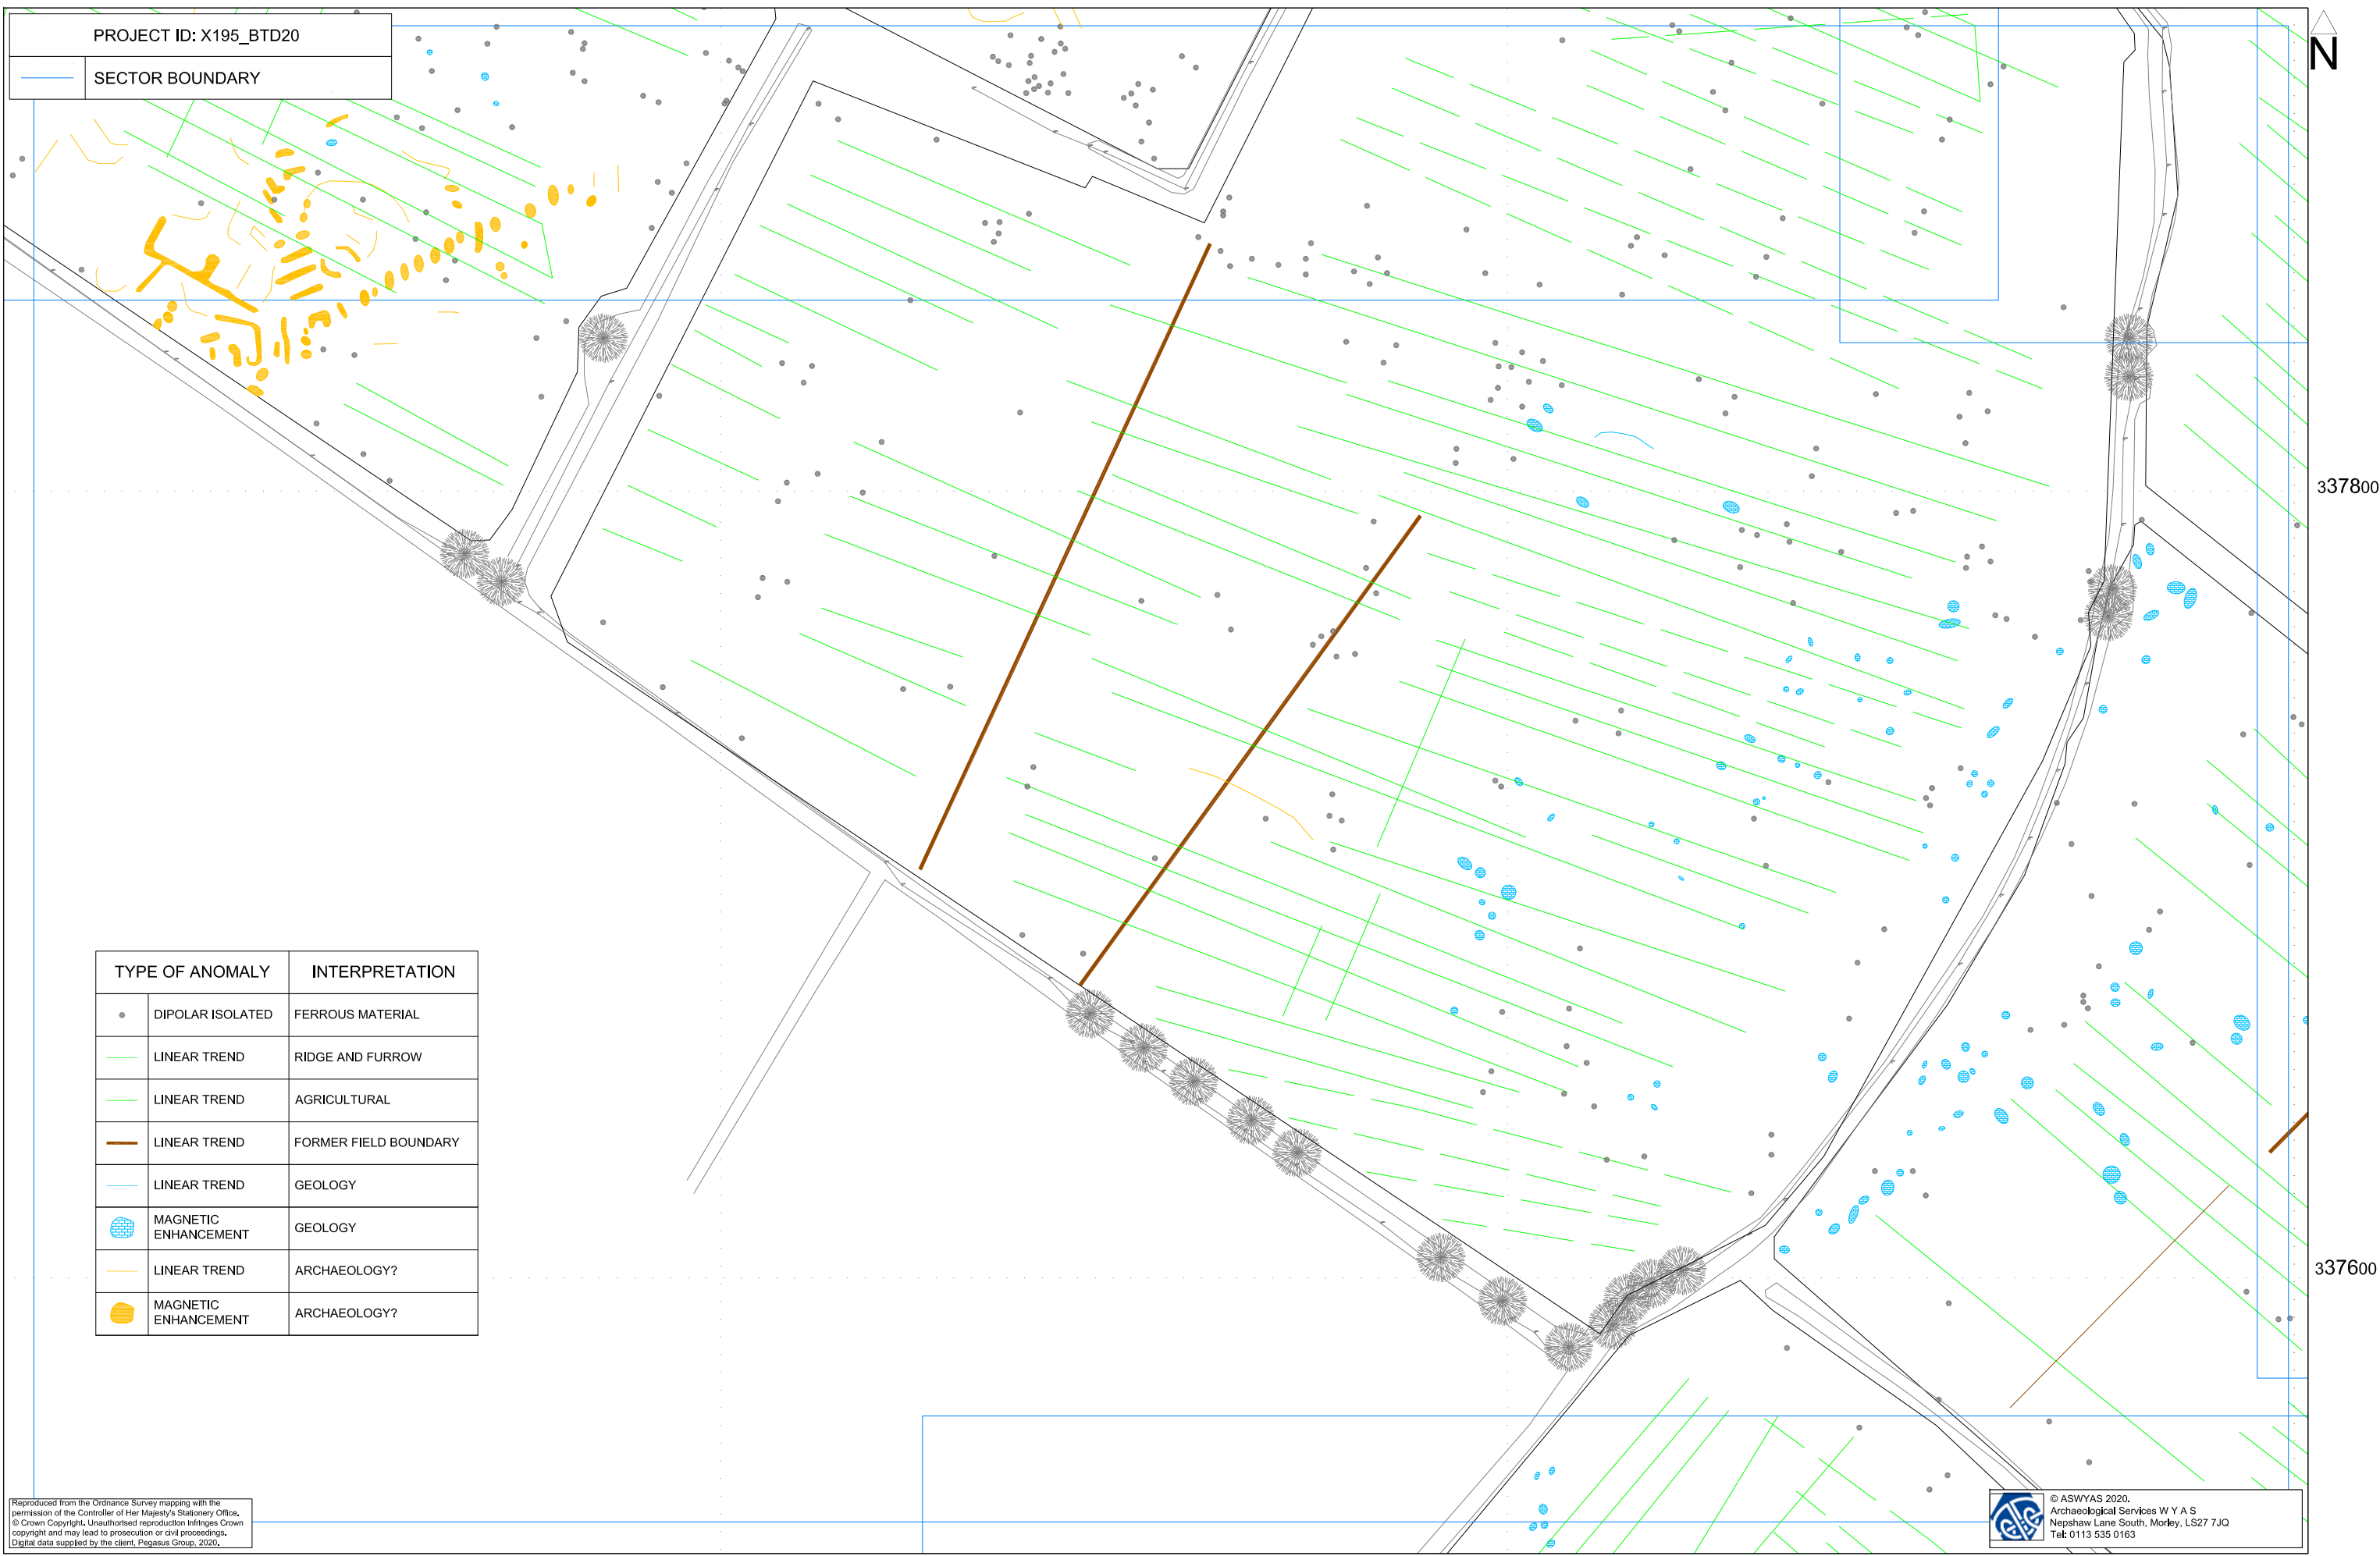 PROJECT ID: X195_BTD20
SECTOR BOUNDARY
N
337800
TYPE OF ANOMALY INTERPRETATION
DIPOLAR ISOLATED FERROUS MATERIAL
LINEAR TREND RIDGE AND FURROW
LINEAR TREND AGRICULTURAL
LINEAR TREND FORMER FIELD BOUNDARY
LINEAR TREND GEOLOGY
MAGNETIC
ENHANCEMENT GEOLOGY
LINEAR TREND ARCHAEOLOGY?
MAGNETIC
ENHANCEMENT ARCHAEOLOGY?
337600
Reproduced from the Ordnance Survey mapping with the
permission of the Controller of Her Majesty's Stationery Office.
© Crown Copyright. Unauthorised reproduction infringes Crown
copyright and may lead to prosecution or civil proceedings.
Digital data supplied by the client, Pegasus Group, 2020.
© ASWYAS 2020.
Archaeological Services W Y A S
Nepshaw Lane South, Morley, LS27 7JQ
Tel: 0113 535 0163